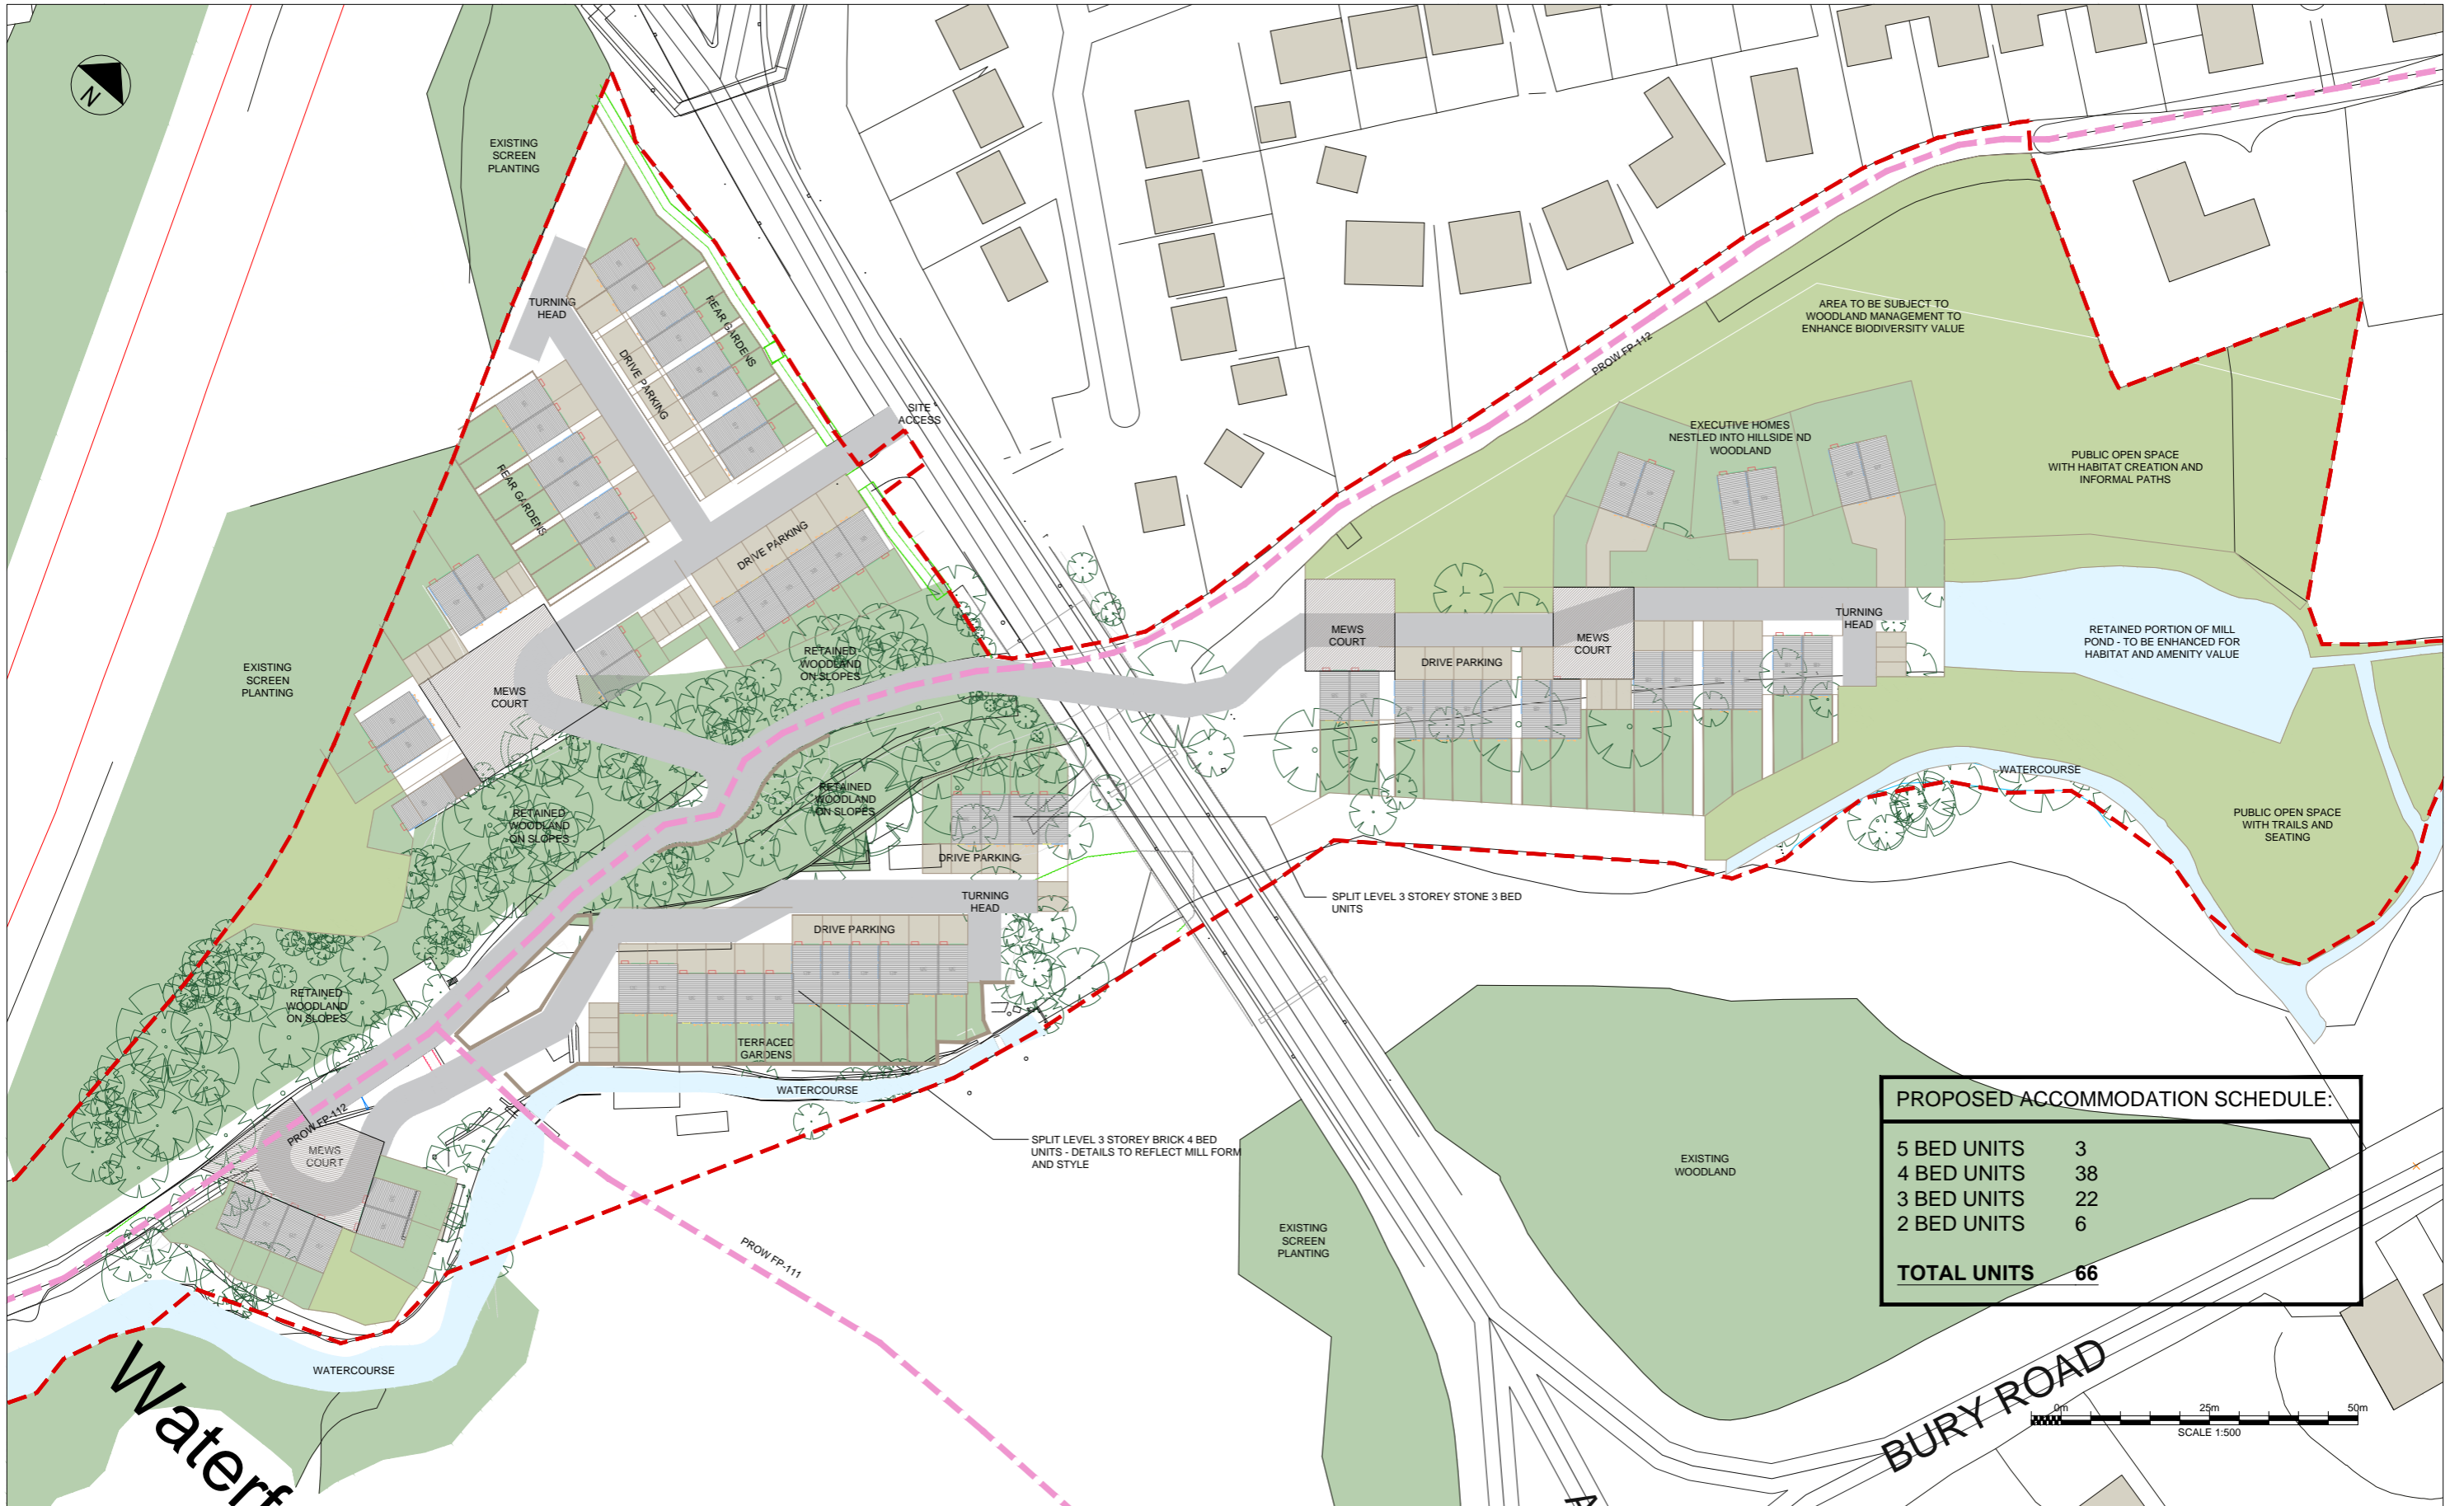 N
EXISTING
SCREEN
PLANTING
TURNING
HEAD
REAR GARDENS
DRIVE PARKING
SITE
ACCESS
REAR GARDENS
DRIVE PARKING
EXISTING
SCREEN
PLANTING
MEWS
COURT
RETAINED
WOODLAND
ON SLOPES
RETAINED
WOODLAND
ON SLOPES
RETAINED
WOODLAND
ON SLOPES
RETAINED
WOODLAND
ON SLOPES
DRIVE PARKING
TURNING
HEAD
DRIVE PARKING
TERRACED
GARDENS
WATERCOURSE
PROW FP-112
MEWS
COURT
WATERCOURSE
PROW FP-111
Waterf
SPLIT LEVEL 3 STOREY STONE 3 BED
UNITS
SPLIT LEVEL 3 STOREY BRICK 4 BED
UNITS - DETAILS TO REFLECT MILL FORM
AND STYLE
PROW FP-112
AREA TO BE SUBJECT TO
WOODLAND MANAGEMENT TO
ENHANCE BIODIVERSITY VALUE
EXECUTIVE HOMES
NESTLED INTO HILLSIDE ND
WOODLAND
PUBLIC OPEN SPACE
WITH HABITAT CREATION AND
INFORMAL PATHS
MEWS
COURT
DRIVE PARKING
MEWS
COURT
TURNING
HEAD
RETAINED PORTION OF MILL
POND - TO BE ENHANCED FOR
HABITAT AND AMENITY VALUE
WATERCOURSE
PUBLIC OPEN SPACE
WITH TRAILS AND
SEATING
EXISTING
WOODLAND
EXISTING
SCREEN
PLANTING
PROPOSED ACCOMMODATION SCHEDULE:
5 BED UNITS 3
4 BED UNITS 38
3 BED UNITS 22
2 BED UNITS 6
TOTAL UNITS 66
BURY ROAD
0m 25m 50m
SCALE 1:500